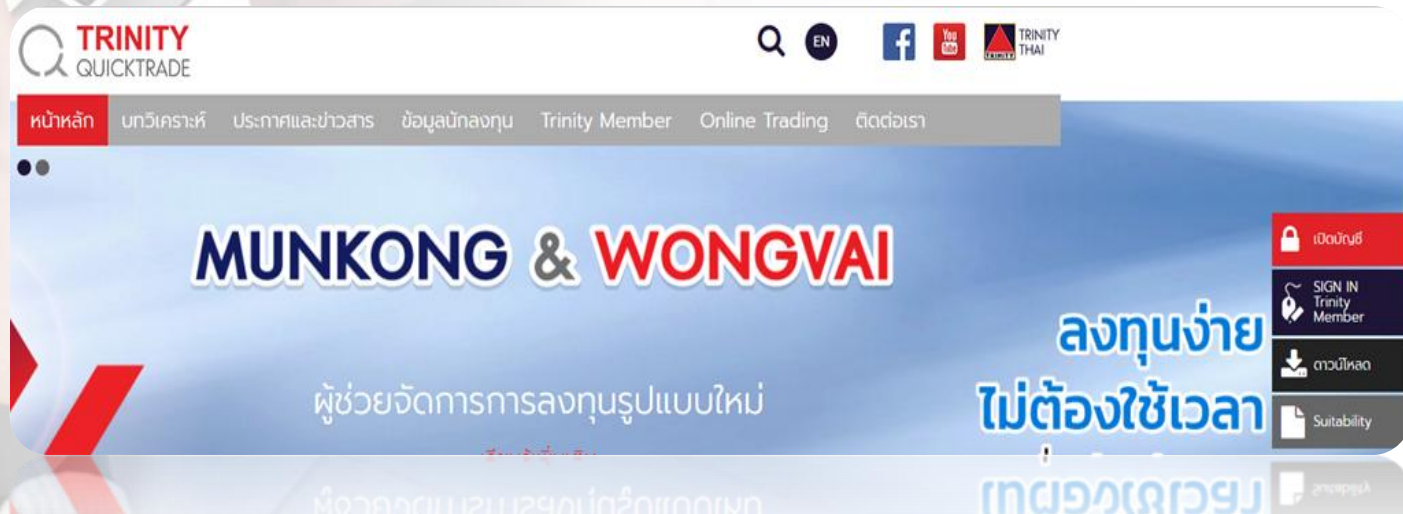 TRINITY
QUICKTRADE
EN
f
You
Tube
TRINITY
THAI
หน้าหลัก บทวิเคราะห์ ประกาศและข่าวสาร ข้อมูลนักลงทุน Trinity Member Online Trading ติดต่อเรา
MUNKONG & WONGVAI
ผู้ช่วยจัดการการลงทุนรูปแบบใหม่
ลงทุนง่าย
ไม่ต้องใช้เวลา
เปิดบัญชี
SIGN IN
Trinity
Member
ดาวน์โหลด
Suitability